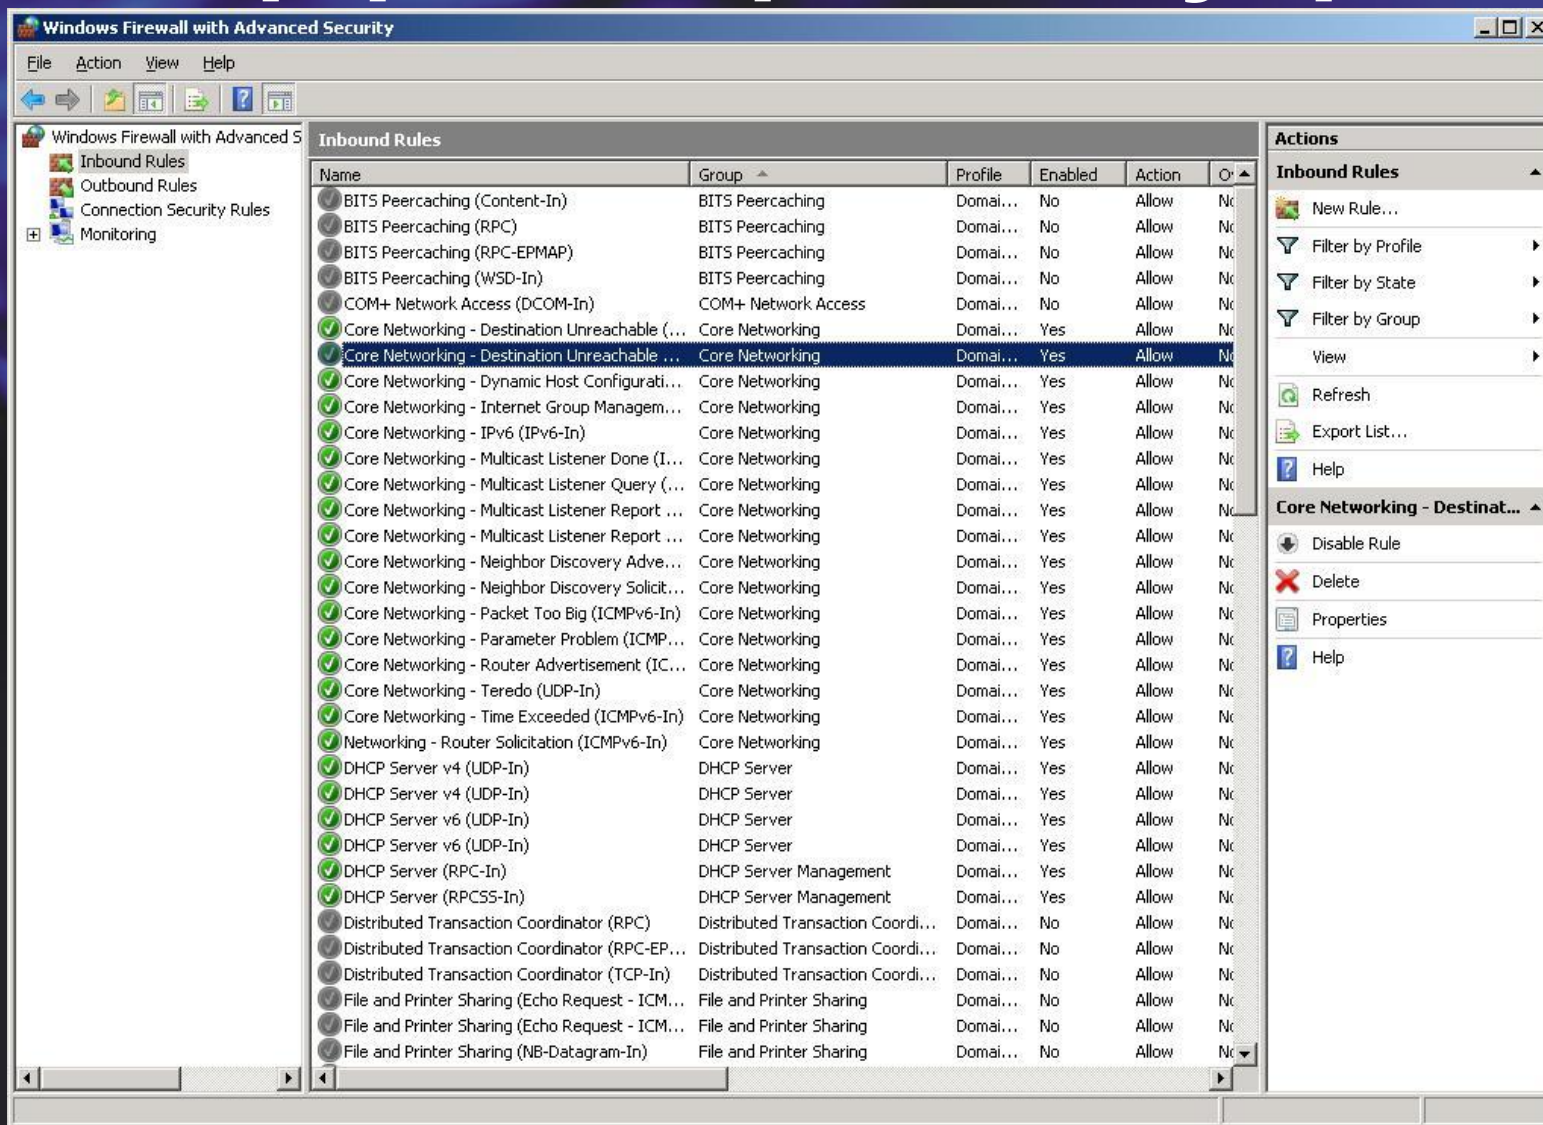 Windows Firewall with Advanced Security
File Action View Help
Windows Firewall with Advanced S
Inbound Rules
Outbound Rules
Connection Security Rules
Monitoring
Inbound Rules
Name Group Profile Enabled Action
BITS Peercaching (Content-In) BITS Peercaching Domai... No Allow
BITS Peercaching (RPC) BITS Peercaching Domai... No Allow
BITS Peercaching (RPC-EPMAP) BITS Peercaching Domai... No Allow
BITS Peercaching (WSD-In) BITS Peercaching Domai... No Allow
COM+ Network Access (DCOM-In) COM+ Network Access Domai... No Allow
Core Networking - Destination Unreachable (... Core Networking Domai... Yes Allow
Core Networking - Destination Unreachable ... Core Networking Domai... Yes Allow
Core Networking - Dynamic Host Configurati... Core Networking Domai... Yes Allow
Core Networking - Internet Group Managem... Core Networking Domai... Yes Allow
Core Networking - IPv6 (IPv6-In) Core Networking Domai... Yes Allow
Core Networking - Multicast Listener Done (I... Core Networking Domai... Yes Allow
Core Networking - Multicast Listener Query (... Core Networking Domai... Yes Allow
Core Networking - Multicast Listener Report ... Core Networking Domai... Yes Allow
Core Networking - Multicast Listener Report ... Core Networking Domai... Yes Allow
Core Networking - Neighbor Discovery Adve... Core Networking Domai... Yes Allow
Core Networking - Neighbor Discovery Solicit... Core Networking Domai... Yes Allow
Core Networking - Packet Too Big (ICMPv6-In) Core Networking Domai... Yes Allow
Core Networking - Parameter Problem (ICMP... Core Networking Domai... Yes Allow
Core Networking - Router Advertisement (IC... Core Networking Domai... Yes Allow
Core Networking - Teredo (UDP-In) Core Networking Domai... Yes Allow
Core Networking - Time Exceeded (ICMPv6-In) Core Networking Domai... Yes Allow
Networking - Router Solicitation (ICMPv6-In) Core Networking Domai... Yes Allow
DHCP Server v4 (UDP-In) DHCP Server Domai... Yes Allow
DHCP Server v4 (UDP-In) DHCP Server Domai... Yes Allow
DHCP Server v6 (UDP-In) DHCP Server Domai... Yes Allow
DHCP Server v6 (UDP-In) DHCP Server Domai... Yes Allow
DHCP Server (RPC-In) DHCP Server Management Domai... Yes Allow
DHCP Server (RPCSS-In) DHCP Server Management Domai... Yes Allow
Distributed Transaction Coordinator (RPC) Distributed Transaction Coordi... Domai... No Allow
Distributed Transaction Coordinator (RPC-EP... Distributed Transaction Coordi... Domai... No Allow
Distributed Transaction Coordinator (TCP-In) Distributed Transaction Coordi... Domai... No Allow
File and Printer Sharing (Echo Request - ICM... File and Printer Sharing Domai... No Allow
File and Printer Sharing (Echo Request - ICM... File and Printer Sharing Domai... No Allow
File and Printer Sharing (NB-Datagram-In) File and Printer Sharing Domai... No Allow
Actions
Inbound Rules
New Rule...
Filter by Profile
Filter by State
Filter by Group
View
Refresh
Export List...
Help
Core Networking - Destinat...
Disable Rule
Delete
Properties
Help